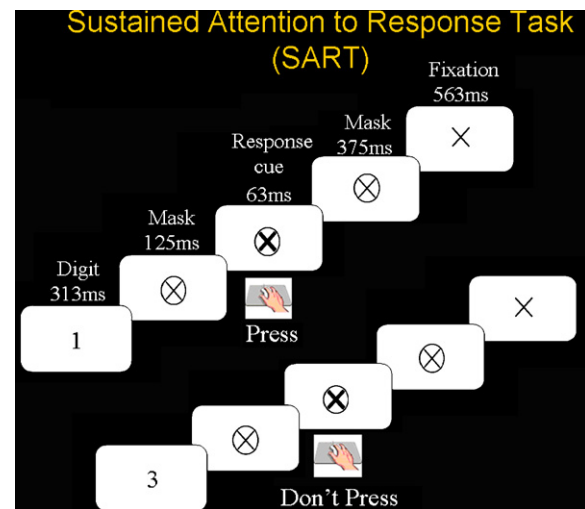 Sustained Attention to Response Task
(SART)
Fixation
563ms
Mask
375ms
Response
cue
63ms
Mask
125ms
Digit
313ms
1
Press
3
Don't Press